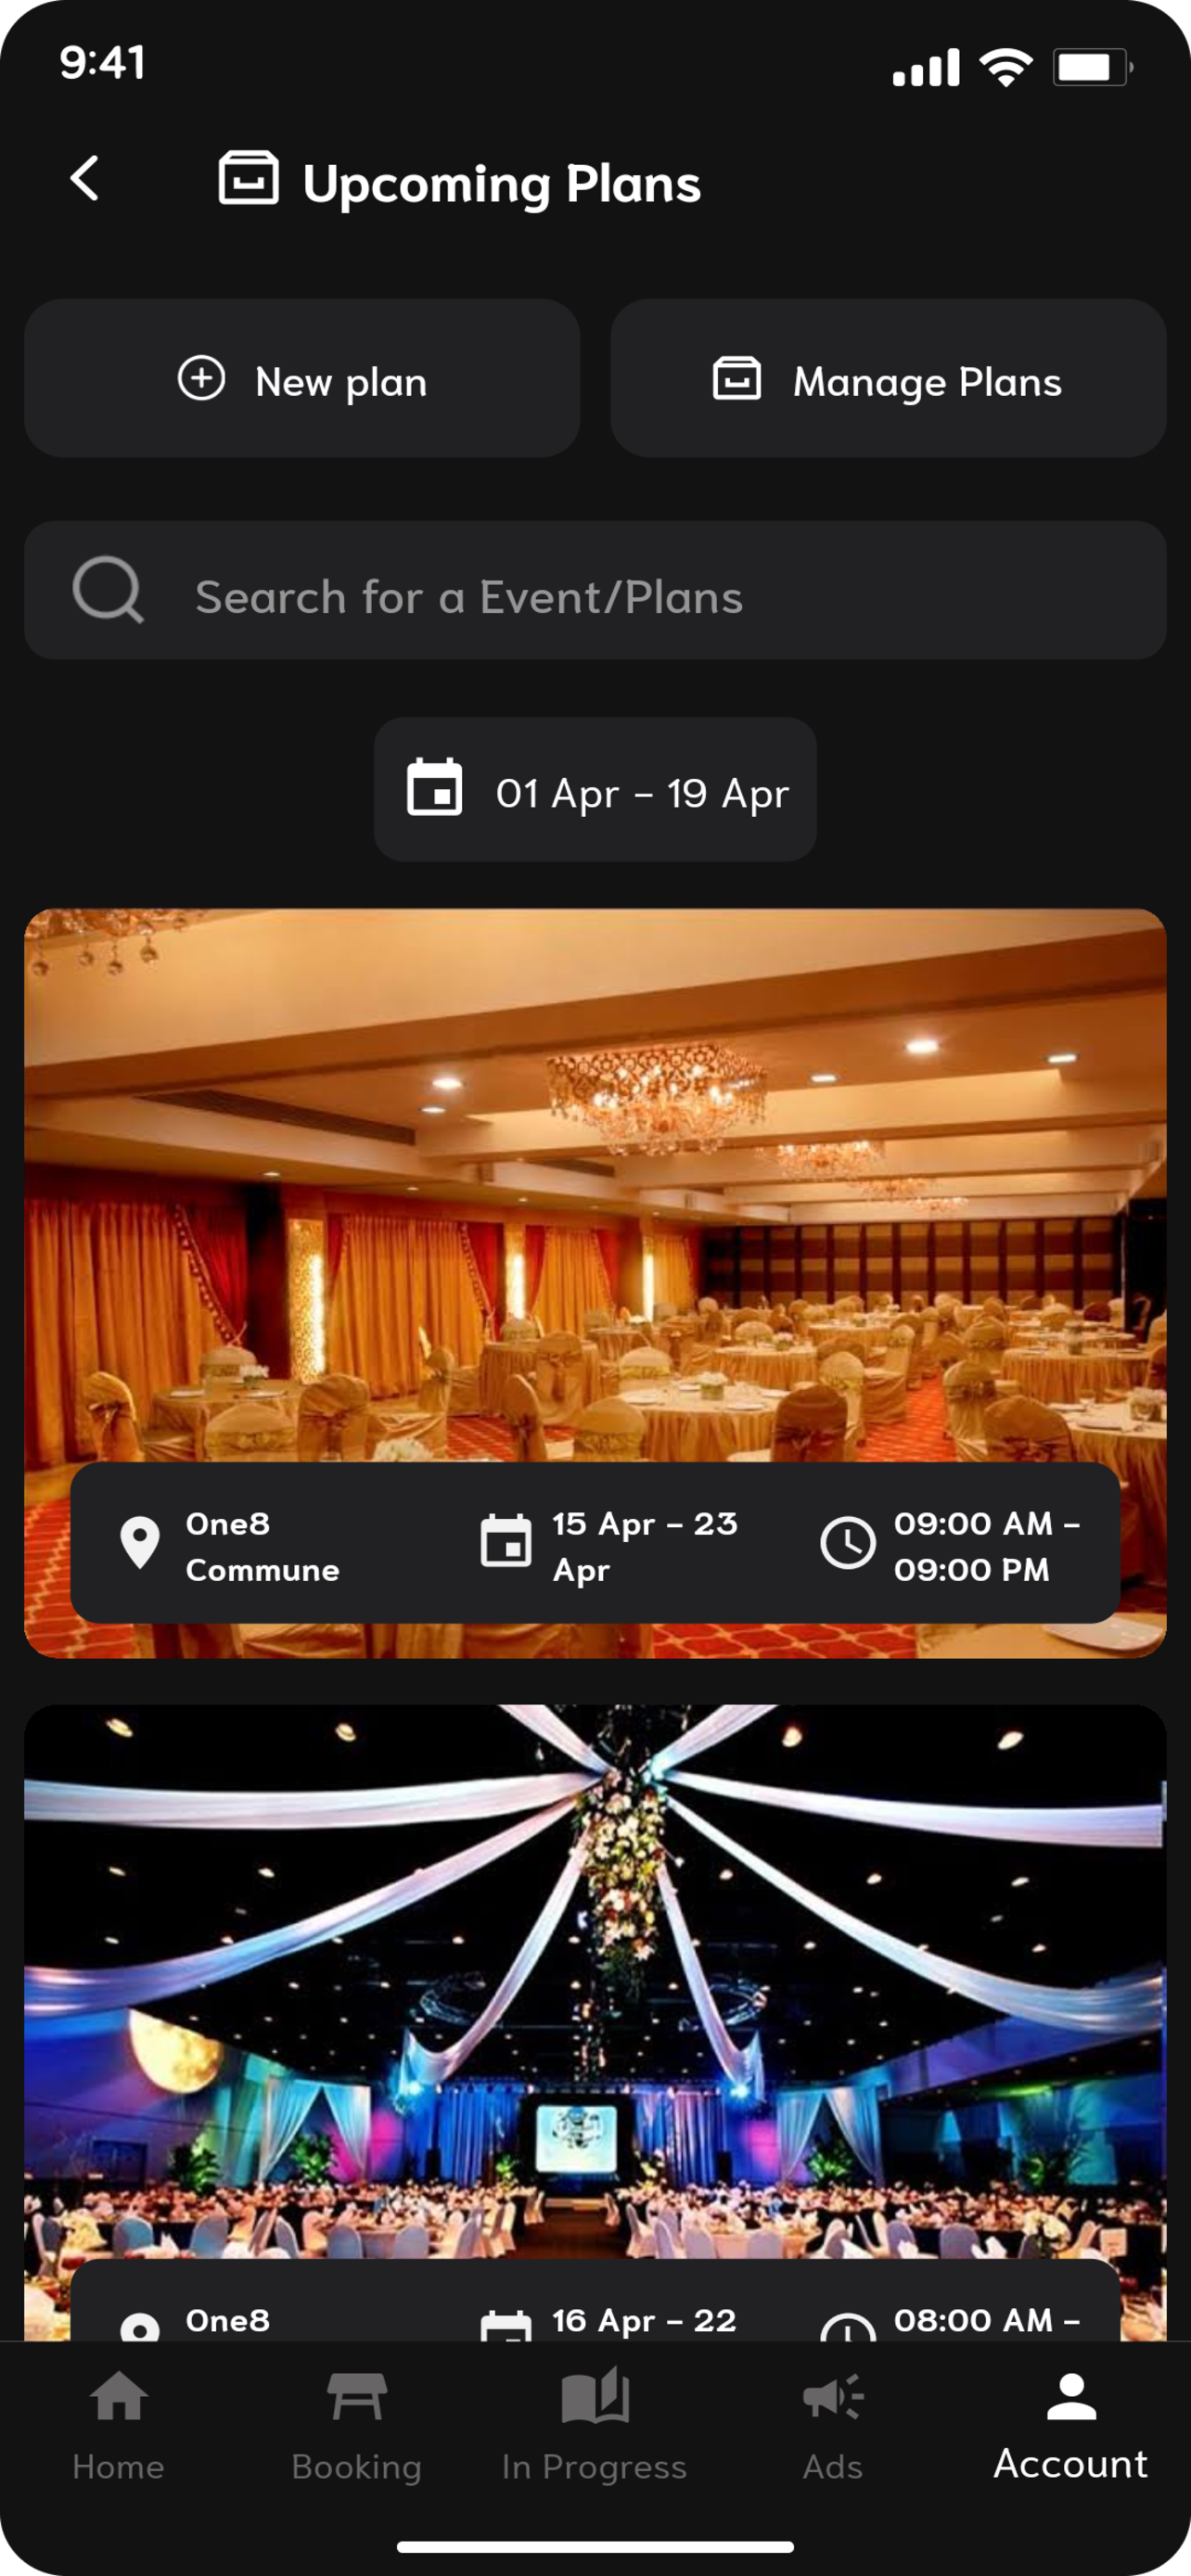 9:41
Upcoming Plans
New plan
Manage Plans
Search for a Event/Plans
01 Apr – 19 Apr
One8
Commune
15 Apr – 23
Apr
09:00 AM –
09:00 PM
One8
16 Apr – 22
08:00 AM –
Home
Booking
In Progress
Ads
Account